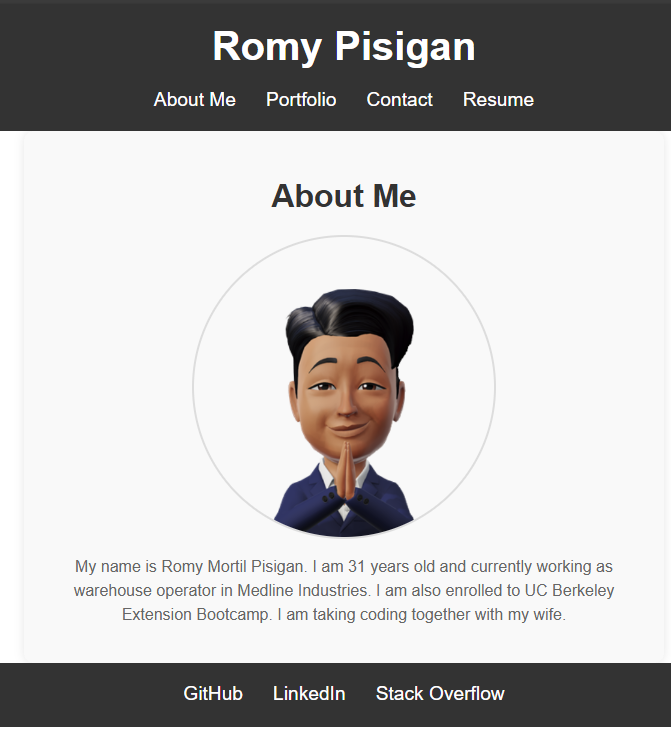 Romy Pisigan
About Me Portfolio Contact Resume
About Me
My name is Romy Mortil Pisigan. I am 31 years old and currently working as
warehouse operator in Medline Industries. I am also enrolled to UC Berkeley
Extension Bootcamp. I am taking coding together with my wife.
GitHub LinkedIn Stack Overflow